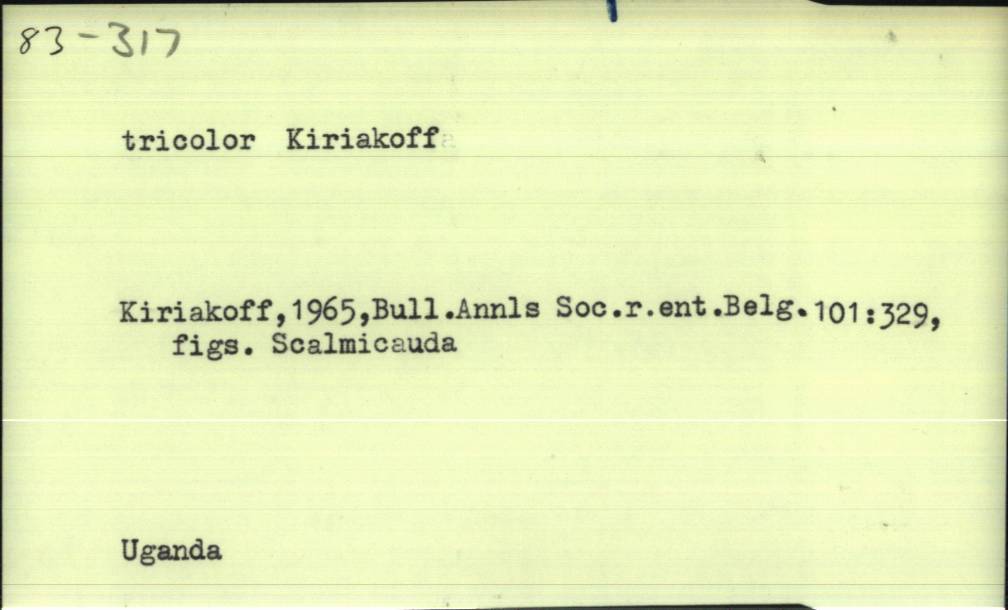 83-317
tricolor Kiriakoff
Kiriakoff,1965,Bull.Annls Soc.r.ent.Belg.101:329,
figs. Scalmicauda
Uganda